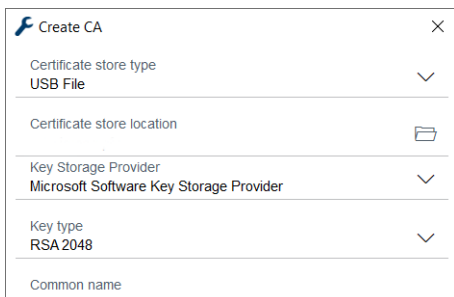 Create CA
Certificate store type
USB File
Certificate store location
Key Storage Provider
Microsoft Software Key Storage Provider
Key type
RSA 2048
Common name